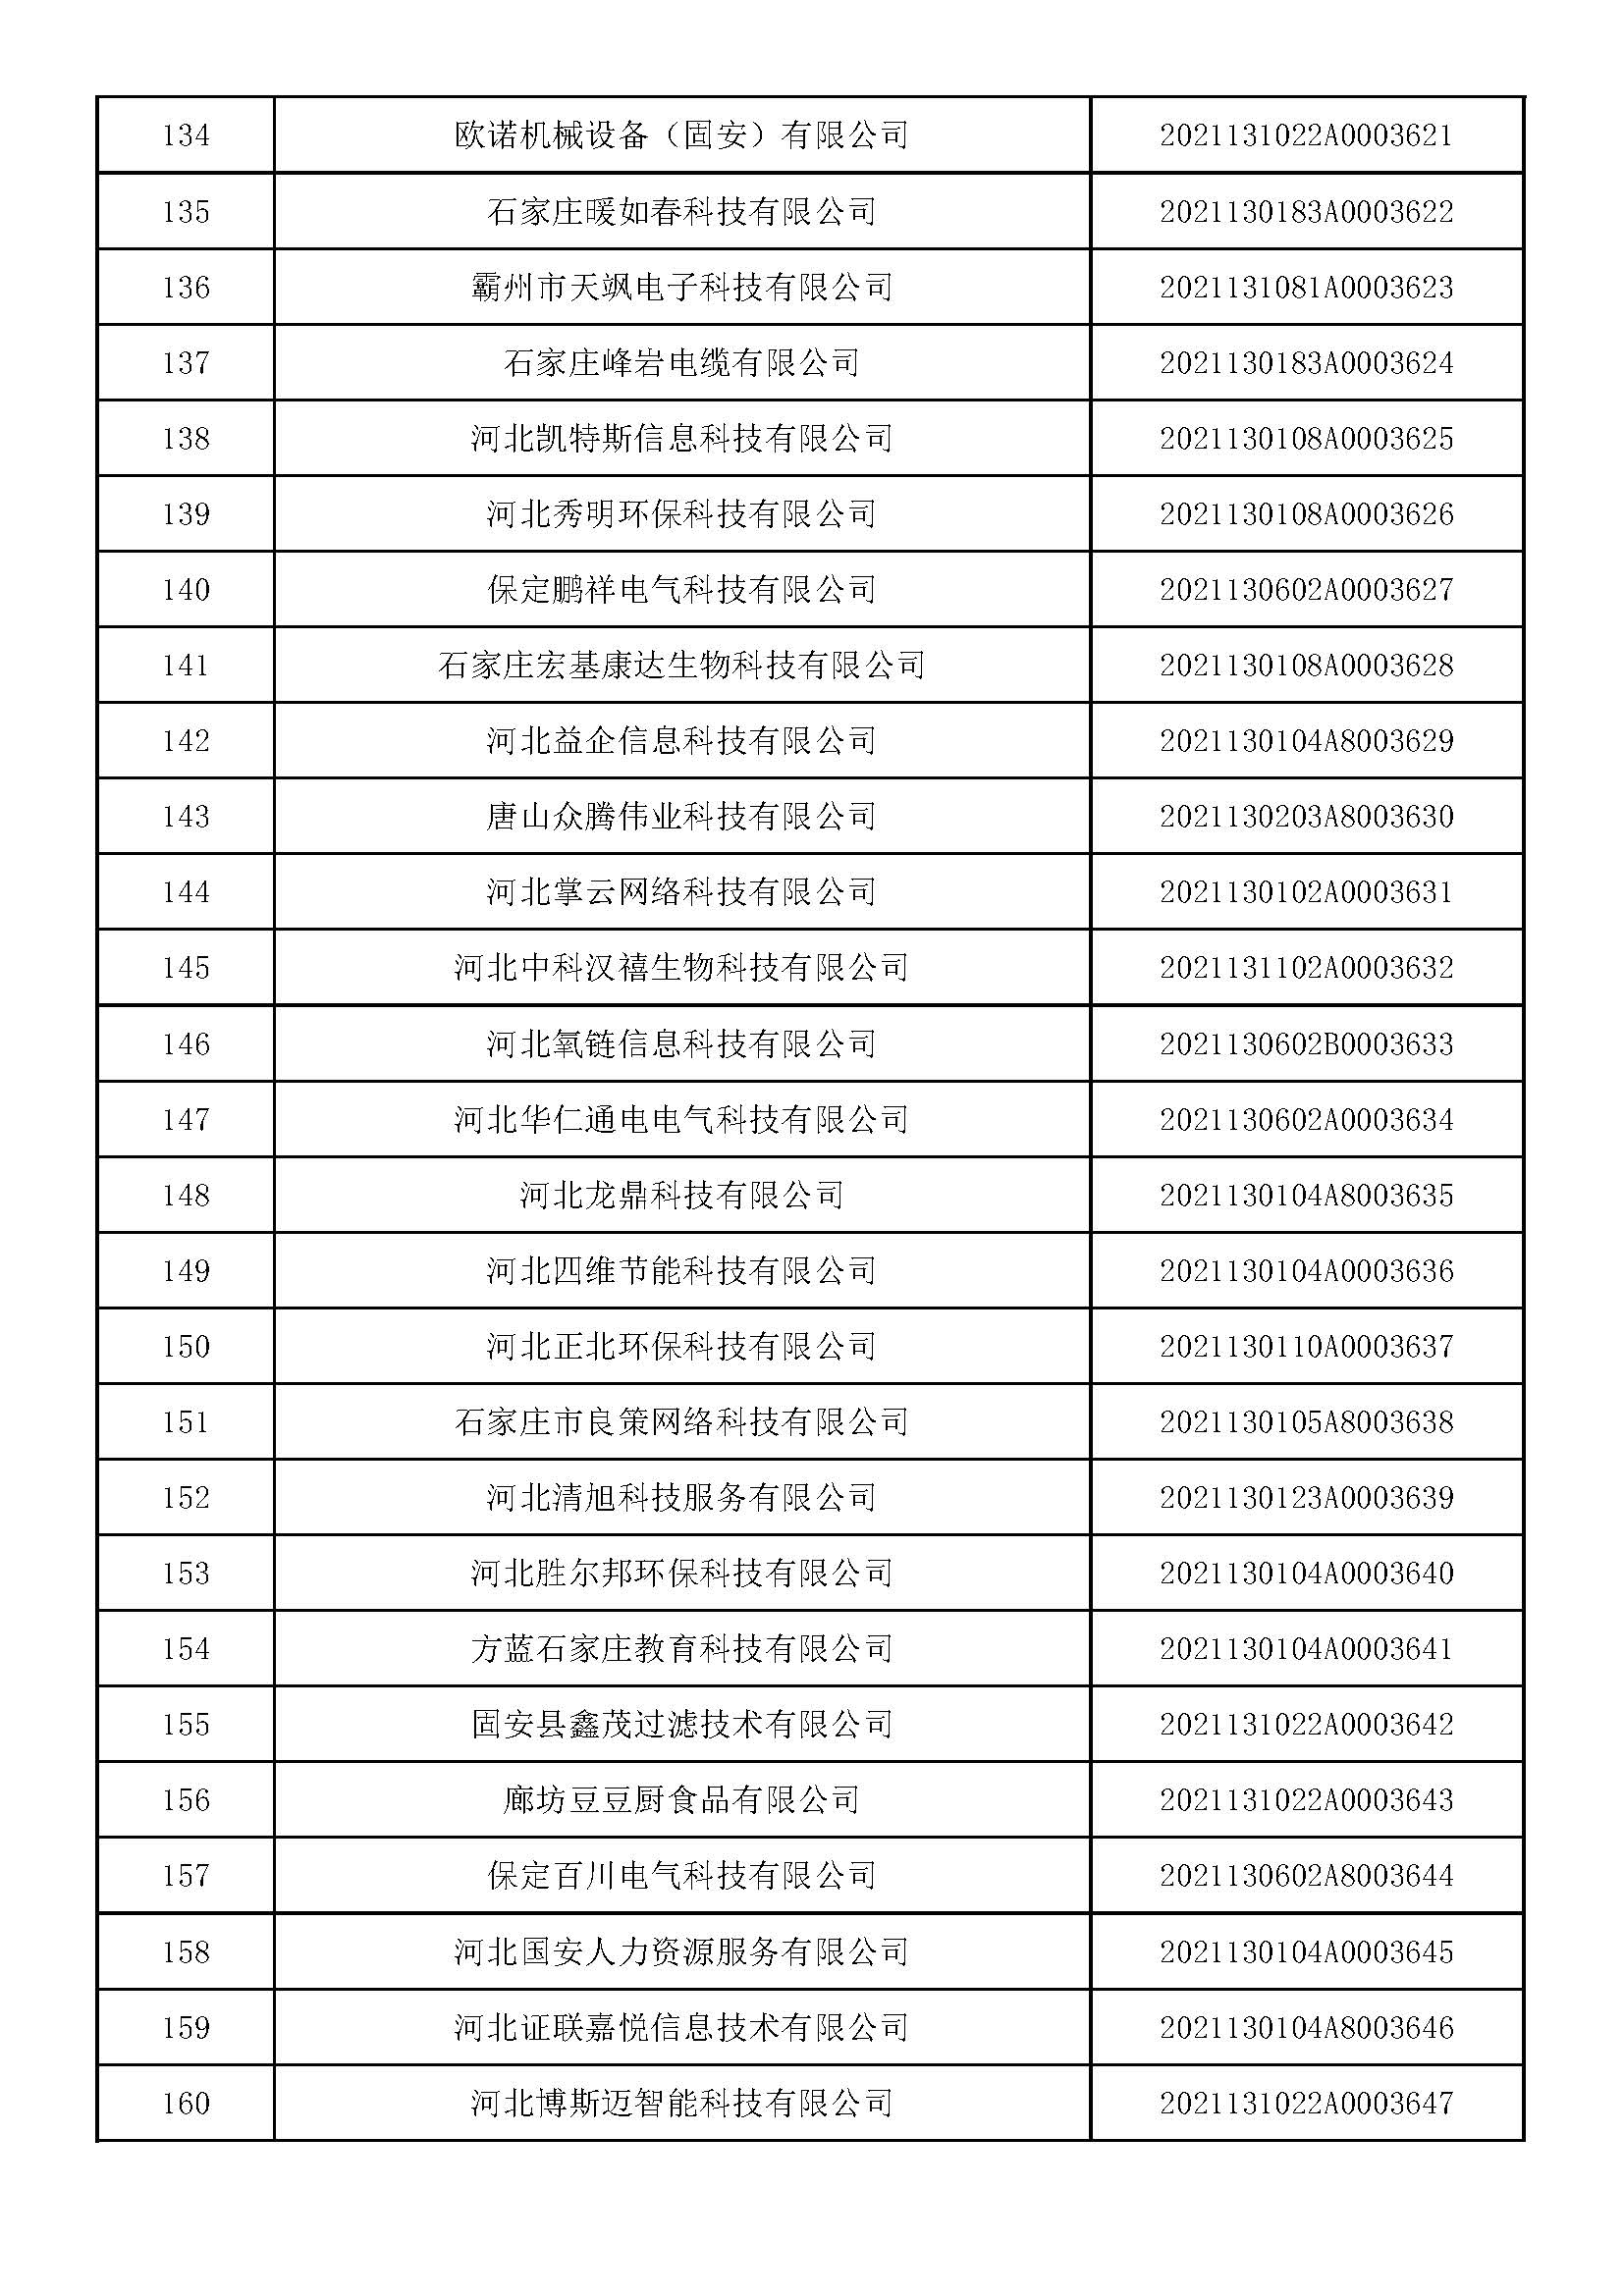 134 欧诺机械设备（固安）有限公司 2021131022A0003621
135 石家庄暖如春科技有限公司 2021130183A0003622
136 霸州市天飒电子科技有限公司 2021131081A0003623
137 石家庄峰岩电缆有限公司 2021130183A0003624
138 河北凯特斯信息科技有限公司 2021130108A0003625
139 河北秀明环保科技有限公司 2021130108A0003626
140 保定鹏祥电气科技有限公司 2021130602A0003627
141 石家庄宏基康达生物科技有限公司 2021130108A0003628
142 河北益企信息科技有限公司 2021130104A8003629
143 唐山众腾伟业科技有限公司 2021130203A8003630
144 河北掌云网络科技有限公司 2021130102A0003631
145 河北中科汉禧生物科技有限公司 2021131102A0003632
146 河北氧链信息科技有限公司 2021130602B0003633
147 河北华仁通电电气科技有限公司 2021130602A0003634
148 河北龙鼎科技有限公司 2021130104A8003635
149 河北四维节能科技有限公司 2021130104A0003636
150 河北正北环保科技有限公司 2021130110A0003637
151 石家庄市良策网络科技有限公司 2021130105A8003638
152 河北清旭科技服务有限公司 2021130123A0003639
153 河北胜尔邦环保科技有限公司 2021130104A0003640
154 方蓝石家庄教育科技有限公司 2021130104A0003641
155 固安县鑫茂过滤技术有限公司 2021131022A0003642
156 廊坊豆豆厨食品有限公司 2021131022A0003643
157 保定百川电气科技有限公司 2021130602A8003644
158 河北国安人力资源服务有限公司 2021130104A0003645
159 河北证联嘉悦信息技术有限公司 2021130104A8003646
160 河北博斯迈智能科技有限公司 2021131022A0003647